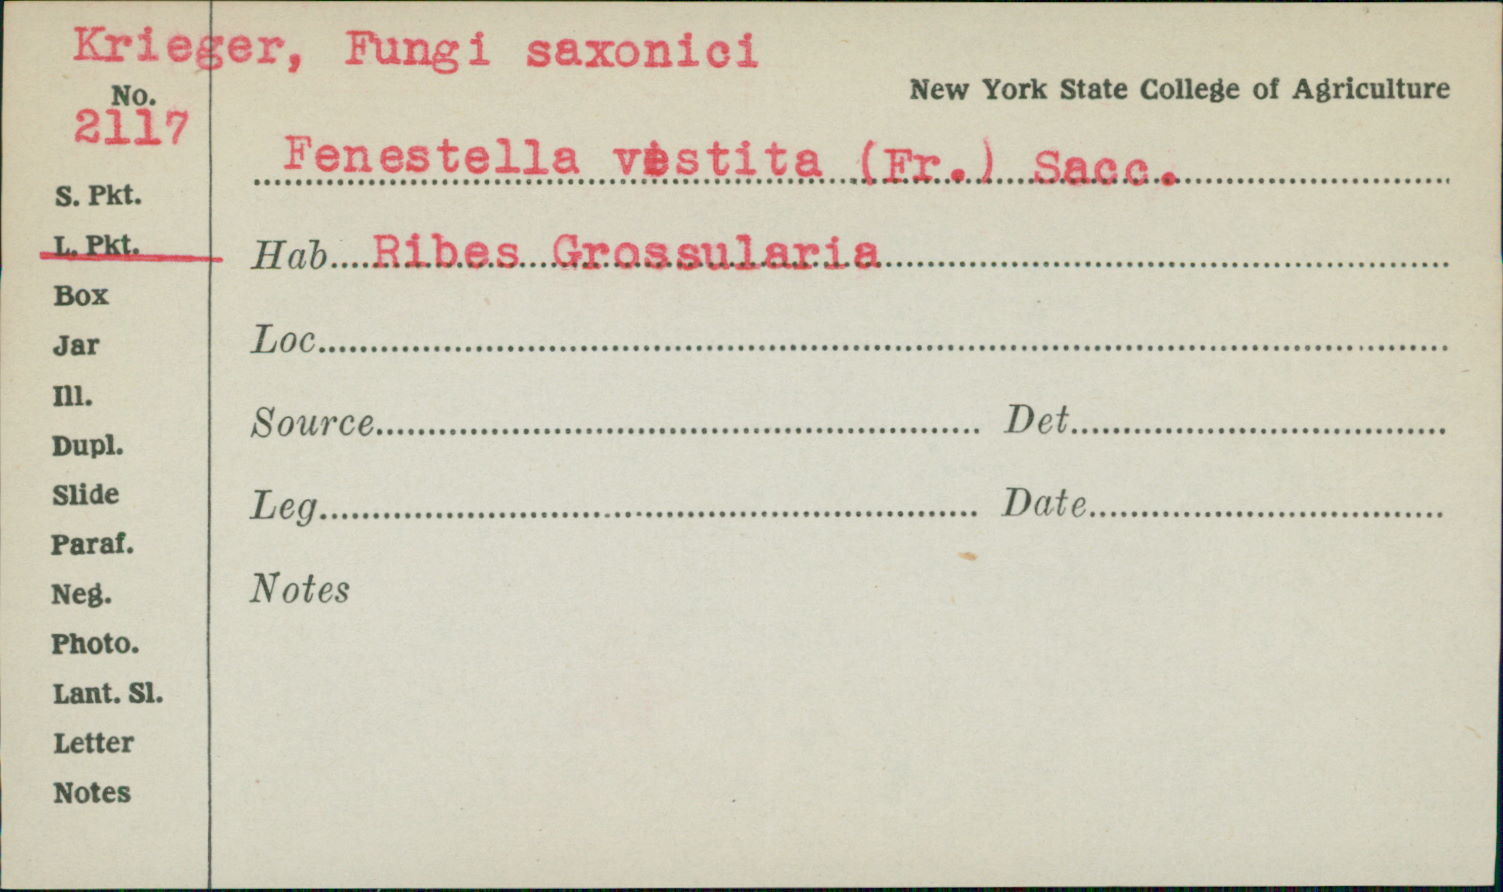 Krieger, Fungi saxonici
No.
2117
New York State College of Agriculture
Fenestella vestita (Fr.) Sacc.
S. Pkt.
L. Pkt.
Hab....Ribes Grossularia
Box
Jar
Loc.
Ill.
Source
Det.
Dupl.
Slide
Leg.
Date
Paraf.
Neg.
Notes
Photo.
Lant. Sl.
Letter
Notes